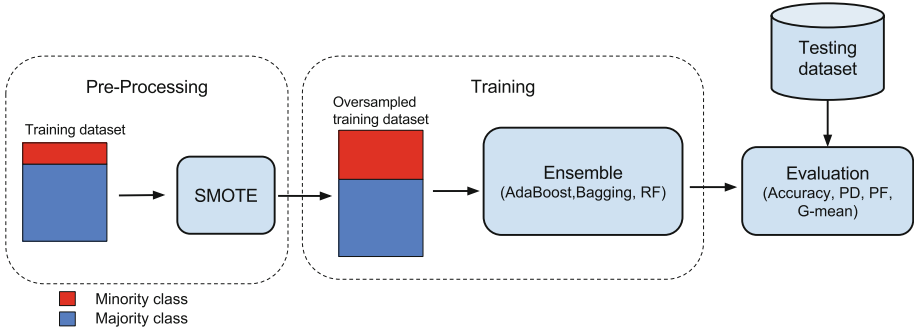 Pre-Processing
Training dataset
SMOTE
Training
Oversampled
training dataset
Ensemble
(AdaBoost,Bagging, RF)
Testing
dataset
Evaluation
(Accuracy, PD, PF,
G-mean)
Minority class
Majority class